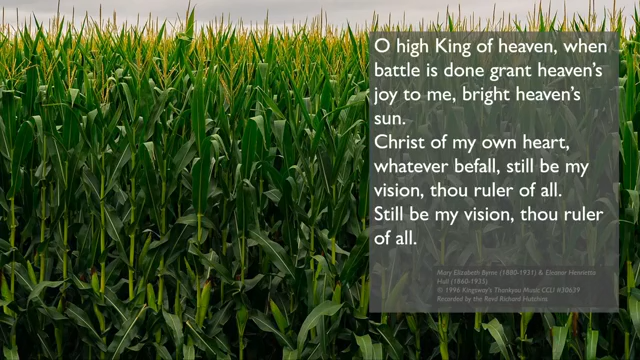 O high King of heaven, when
battle is done grant heaven's
joy to me, bright heaven's
sun.
Christ of my own heart,
whatever befall, still be my
vision, thou ruler of all.
Still be my vision, thou ruler
of all.
Mary Elizabeth Byrne (1880-1931) & Eleanor Henrietta
Hull (1860-1935)
© 1996 Kingsway's Thankyou Music CCLI #30639
Recorded by the Revd Richard Hutchins